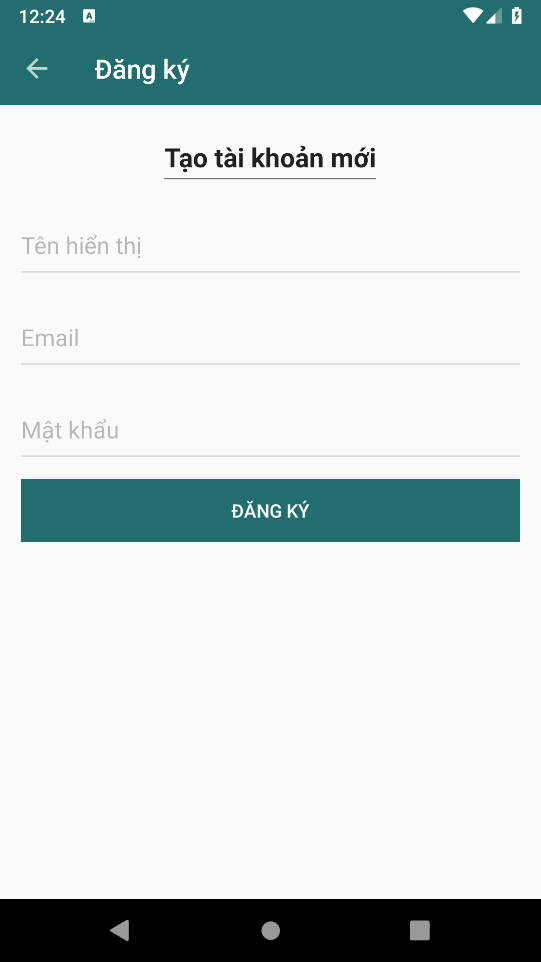 12:24
Đăng ký
Tạo tài khoản mới
Tên hiển thị
Email
Mật khẩu
ĐĂNG KÝ